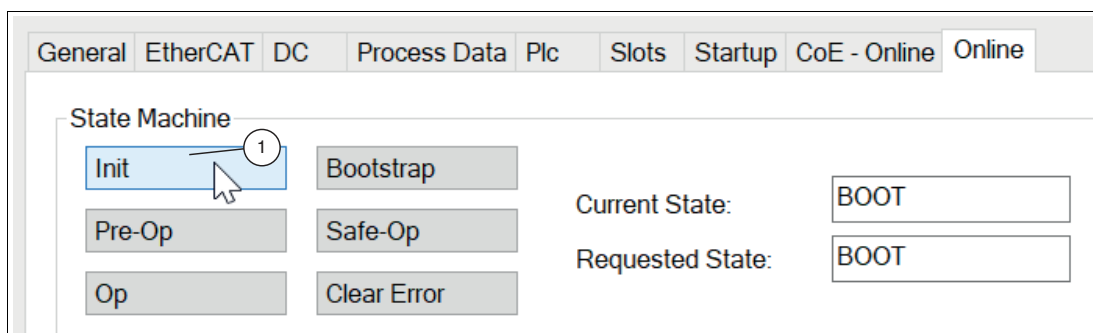 General EtherCAT DC Process Data Plc Slots Startup CoE - Online Online
State Machine
1
Init Bootstrap
Current State: BOOT
Pre-Op Safe-Op
Requested State: BOOT
Op Clear Error